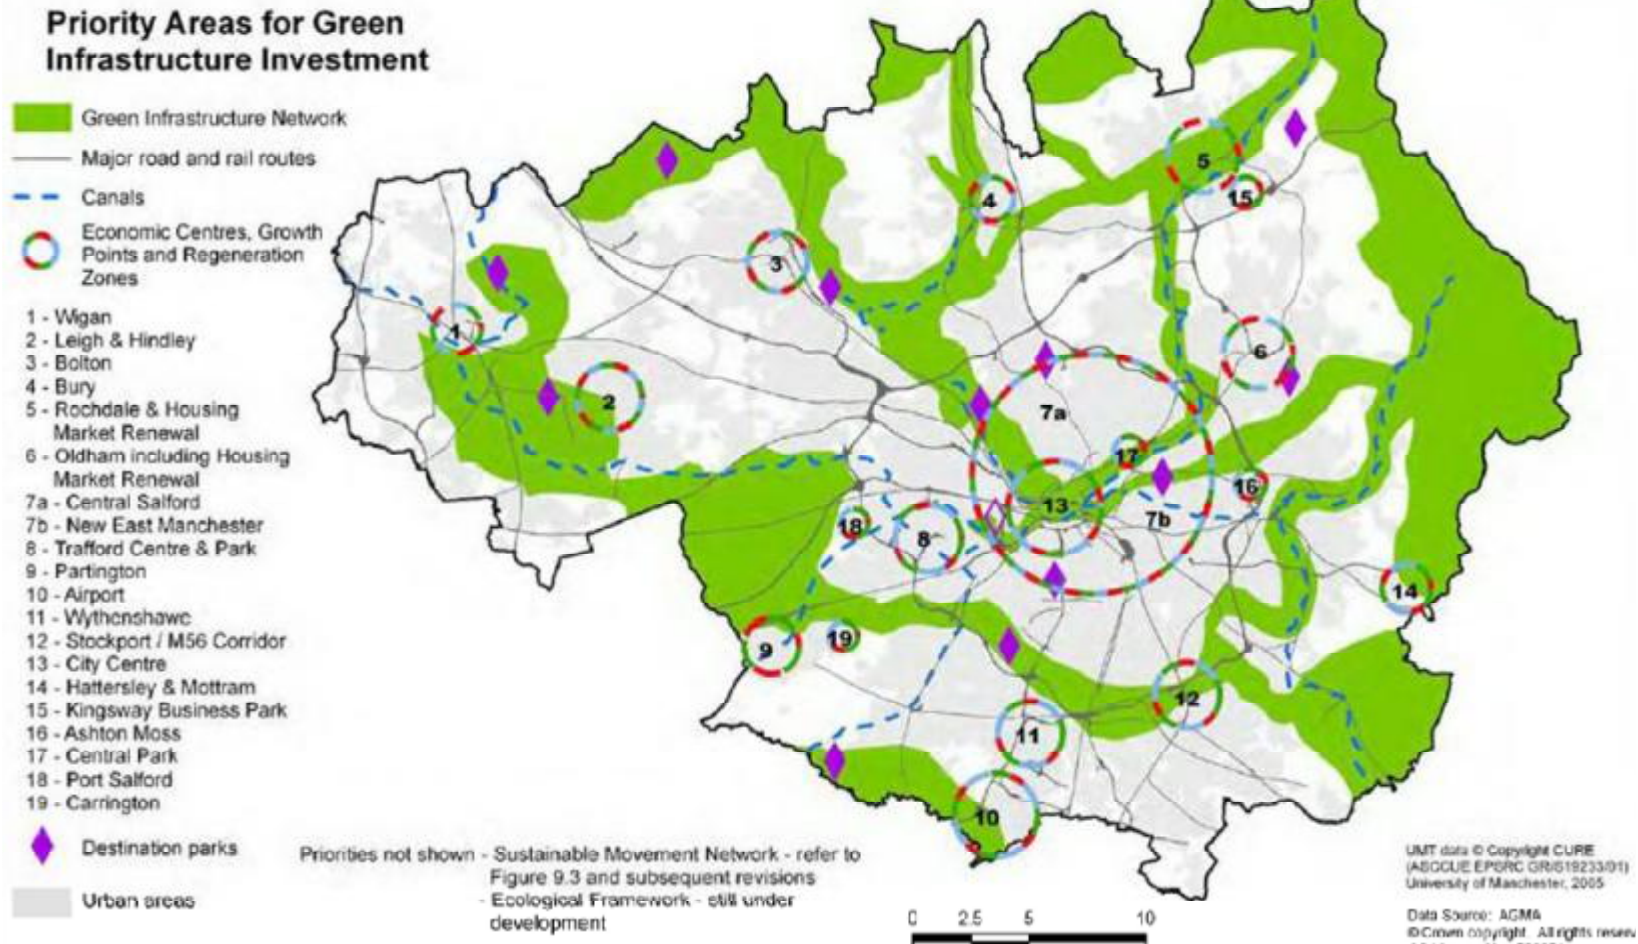 Priority Areas for Green
Infrastructure Investment
Green Infrastructure Network
Major road and rail routes
Canals
Economic Centres, Growth
Points and Regeneration
Zones
1 - Wigan
2 - Leigh & Hindley
3 - Bolton
4 - Bury
5 - Rochdale & Housing
Market Renewal
6 - Oldham including Housing
Market Renewal
7a - Central Salford
7b - New East Manchester
8 - Trafford Centre & Park
9 - Partington
10 - Airport
11 - Wythenshawe
12 - Stockport / M56 Corridor
13 - City Centre
14 - Hattersley & Mottram
15 - Kingsway Business Park
16 - Ashton Moss
17 - Central Park
18 - Port Salford
19 - Carrington
Destination parks
Urban areas
5
15
4
3
1
6
2
7a
17
16
13
7b
18
8
14
19
9
12
11
10
Priorities not shown - Sustainable Movement Network - refer to
Figure 9.3 and subsequent revisions
- Ecological Framework - still under
development
0 2.5 5 10
UMT data © Copyright CURE
(ASCCUE EPSRC GR/S19233/01)
University of Manchester, 2005
Data Source: AGMA
© Crown copyright. All rights reserv